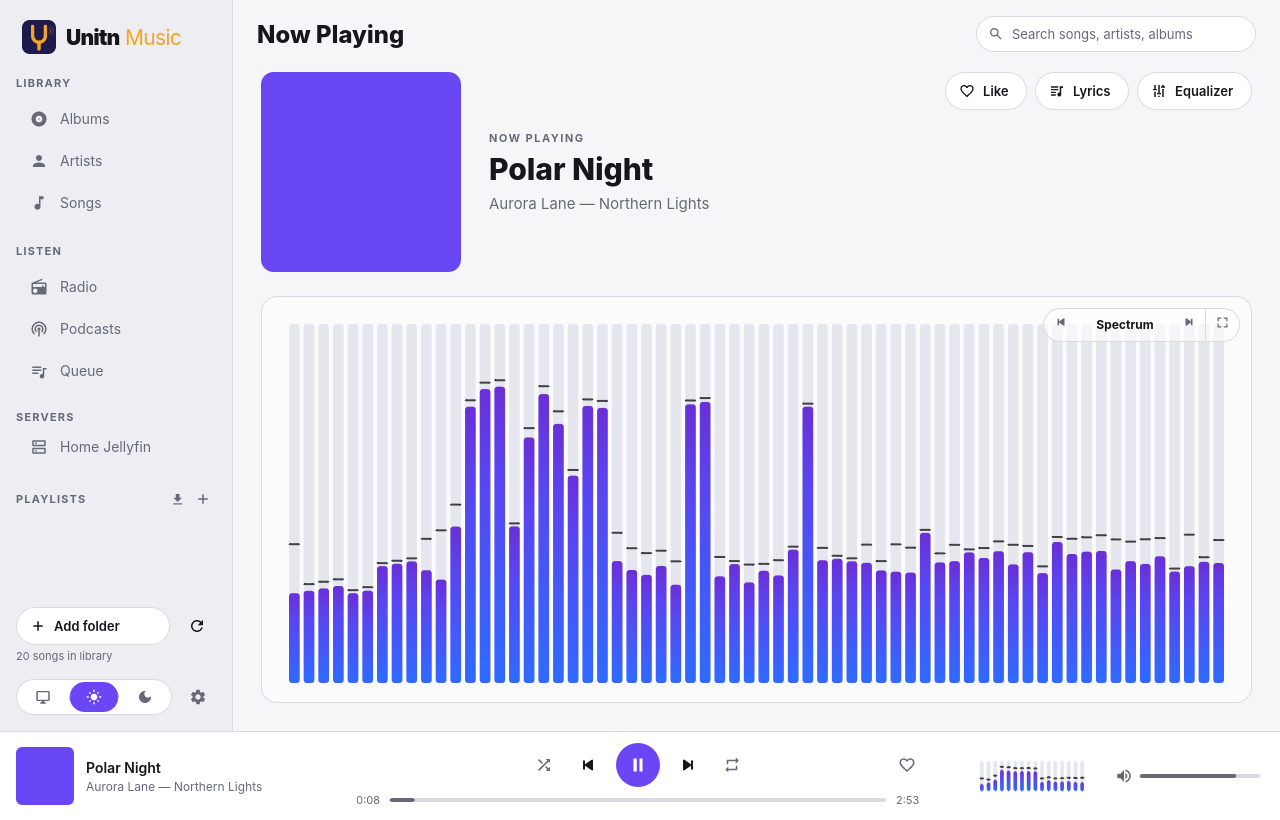 Unitn Music
LIBRARY
Albums
Artists
Songs
LISTEN
Radio
Podcasts
Queue
SERVERS
Home Jellyfin
PLAYLISTS
Add folder
20 songs in library
Now Playing
Search songs, artists, albums
Like
Lyrics
Equalizer
NOW PLAYING
Polar Night
Aurora Lane — Northern Lights
Spectrum
Polar Night
Aurora Lane — Northern Lights
0:08
2:53